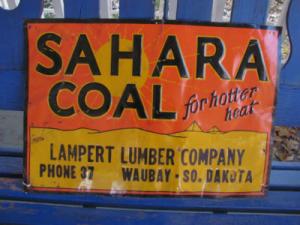 SAHARA
COAL
for hotter
heat
LAMPERT LUMBER COMPANY
PHONE 37 WAUBAY - SO. DAKOTA